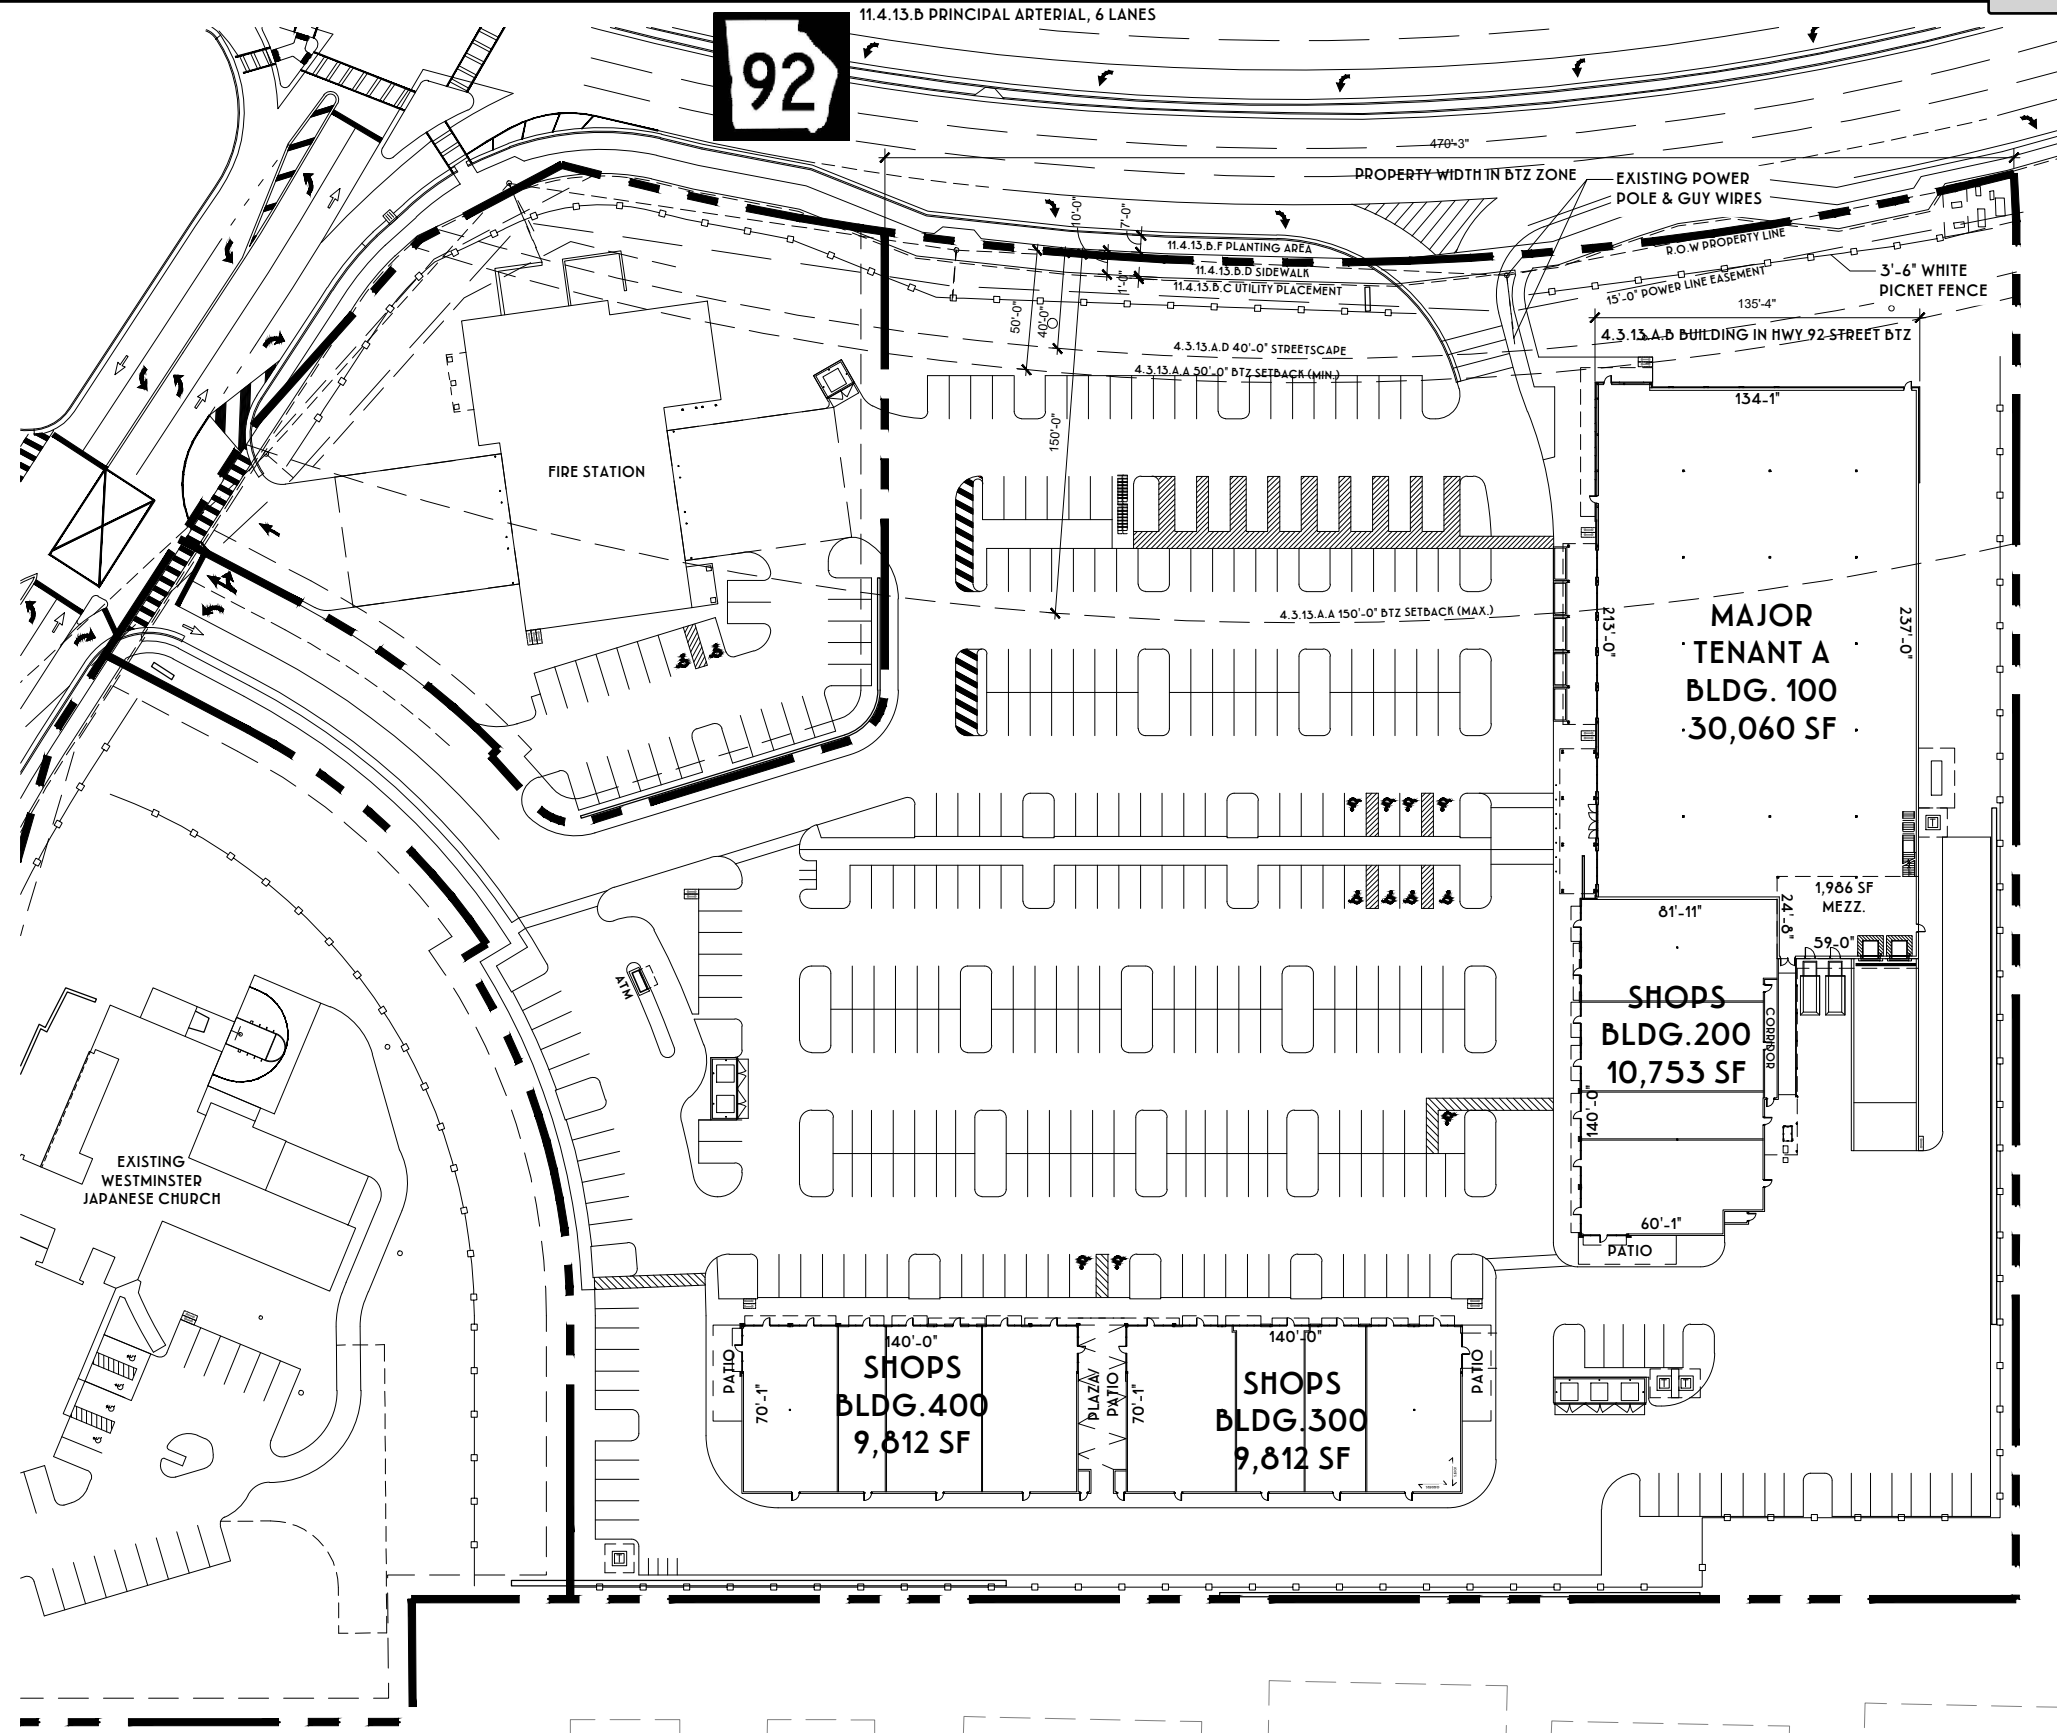 11.4.13.B PRINCIPAL ARTERIAL, 6 LANES
92
470'-3"
PROPERTY WIDTH IN BTZ ZONE
EXISTING POWER
POLE & GUY WIRES
10'-0"
7'-0"
11.4.13.B.F PLANTING AREA
R.O.W PROPERTY LINE
11.4.13.B.D SIDEWALK
1'-0"
11.4.13.B.C UTILITY PLACEMENT
15'-0" POWER LINE EASEMENT
3'-6" WHITE
PICKET FENCE
135'-4"
50'-0"
40'-0"
4.3.13.A.B BUILDING IN HWY 92 STREET BTZ
4.3.13.A.D 40'-0" STREETSCAPE
4.3.13.A.A 50'-0" BTZ SETBACK (MIN.)
134-1"
150'-0"
FIRE STATION
4.3.13.A.A 150'-0" BTZ SETBACK (MAX.)
213'-0"
237'-0"
MAJOR
TENANT A
BLDG. 100
30,060 SF
1,986 SF
MEZZ.
81'-11"
24'-8"
59-0"
ATM
SHOPS
BLDG.200
10,753 SF
CORRIDOR
140'-0"
60'-1"
PATIO
EXISTING
WESTMINSTER
JAPANESE CHURCH
140'-0"
140'-0"
PATIO
SHOPS
BLDG.400
9,812 SF
70'-1"
PLAZA/
PATIO
70'-1"
SHOPS
BLDG.300
9,812 SF
PATIO
T
T
T
T